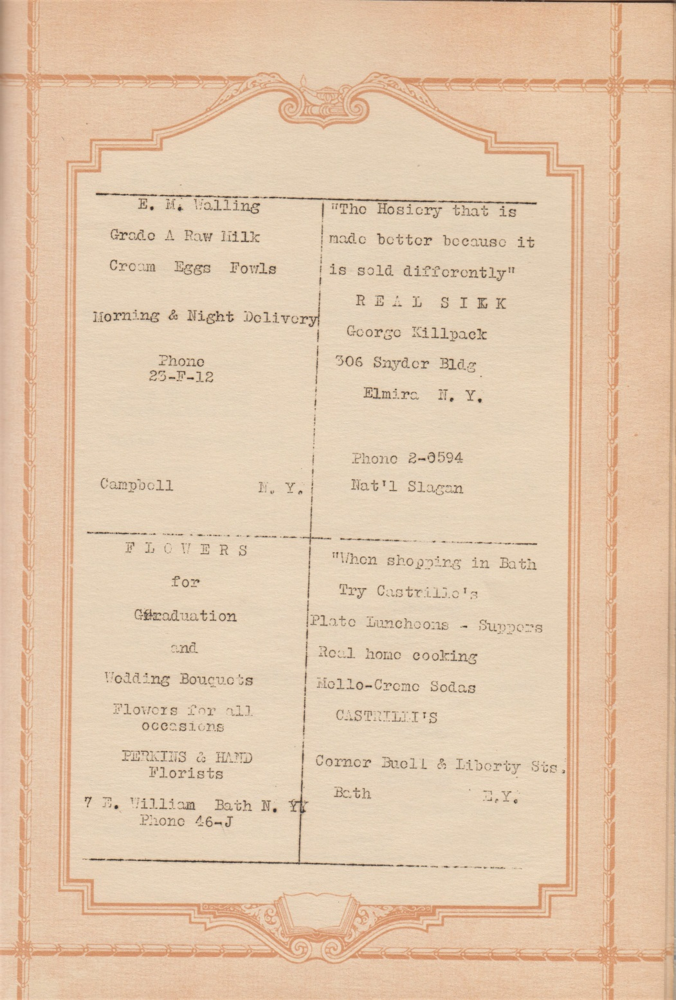 E. M. Walling
Grade A Raw Milk
Cream Eggs Fowls
Morning & Night Delivery
Phone
23-F-12
Campbell N. Y.
"The Hosiery that is
made better because it
is sold differently"
R E A L S I L K
George Killpack
306 Snyder Bldg
Elmira N. Y.
Phone 2-0594
Nat'l Slagan
F L O W E R S
for
Graduation
and
Wedding Bouquets
Flowers for all
occasions
PERKINS & HAND
Florists
7 E. William Bath N. Y
Phone 46-J
"When shopping in Bath
Try Castrille's
Plate Luncheons - Suppers
Real home cooking
Mello-Creme Sodas
CASTRILLI'S
Corner Buell & Liberty Sts.
Bath